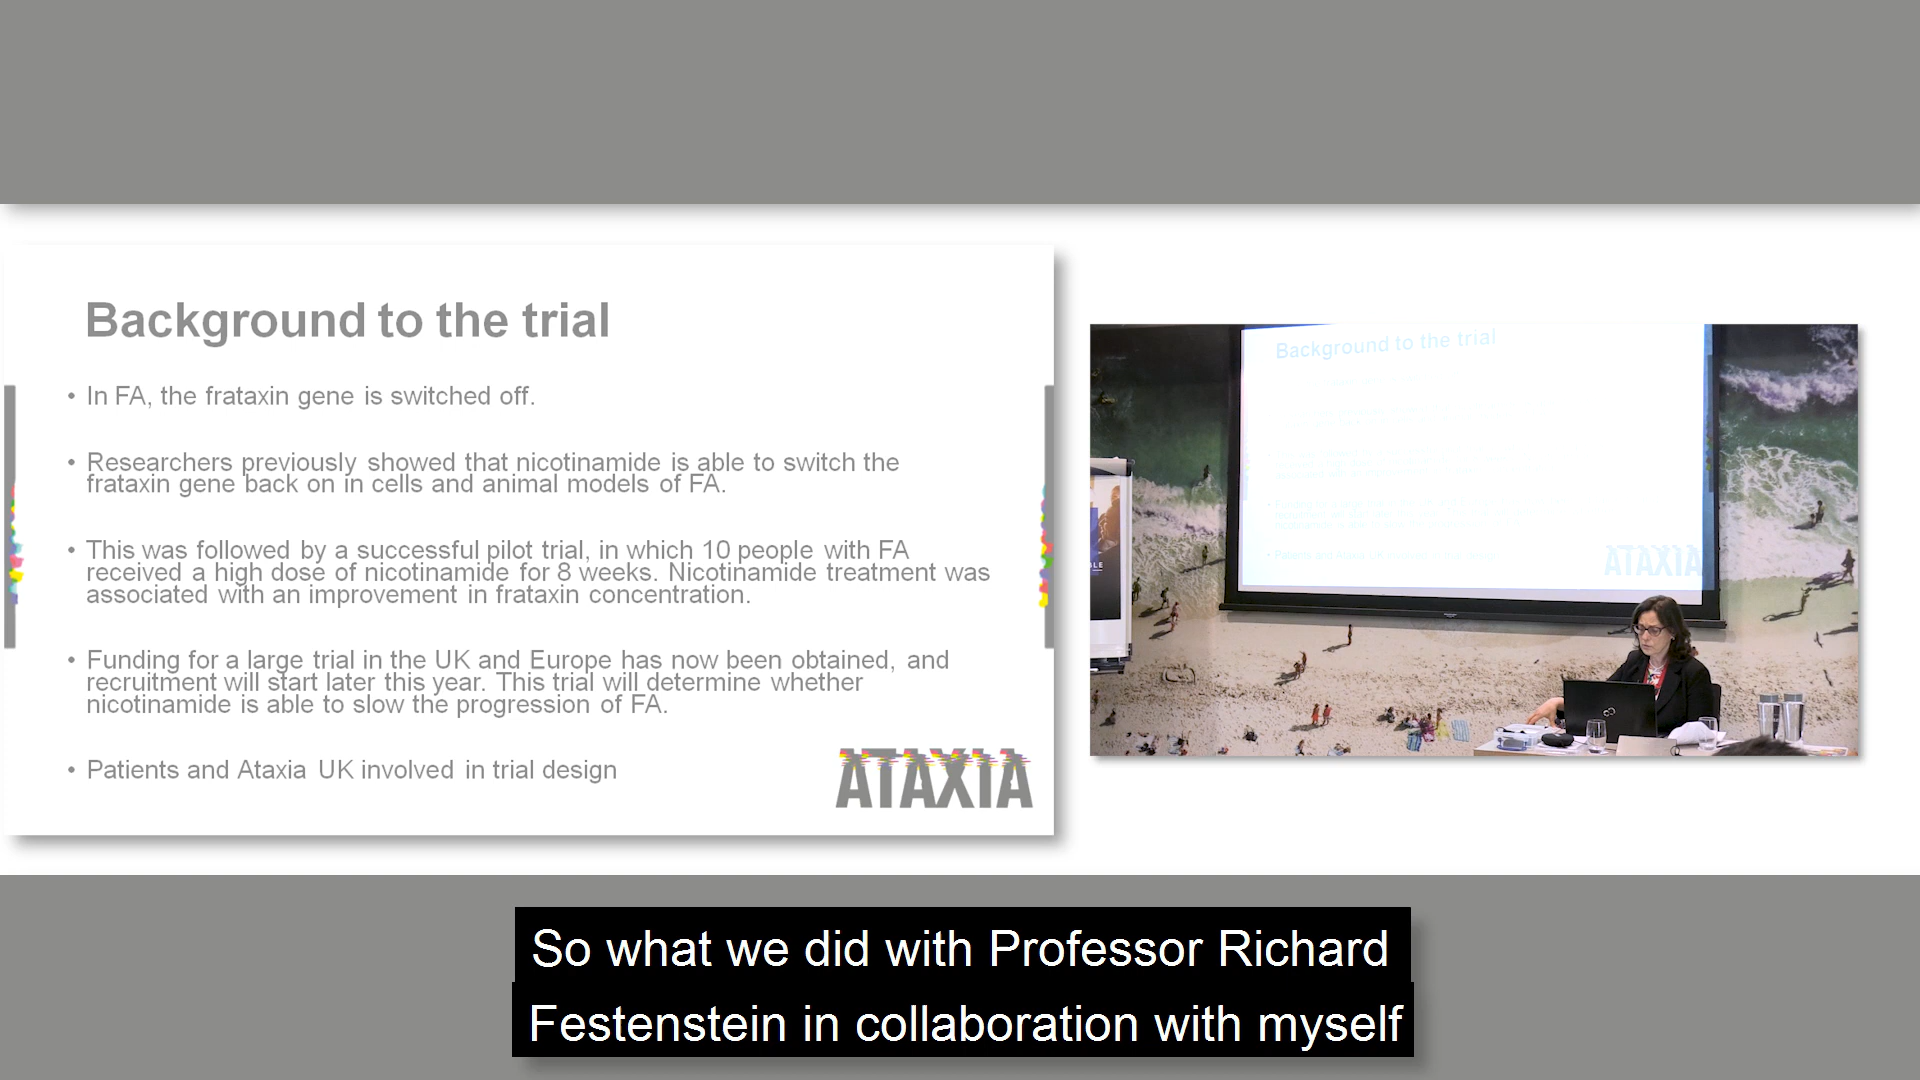 Background to the trial
• In FA, the frataxin gene is switched off.
• Researchers previously showed that nicotinamide is able to switch the
frataxin gene back on in cells and animal models of FA.
• This was followed by a successful pilot trial, in which 10 people with FA
received a high dose of nicotinamide for 8 weeks. Nicotinamide treatment was
associated with an improvement in frataxin concentration.
• Funding for a large trial in the UK and Europe has now been obtained, and
recruitment will start later this year. This trial will determine whether
nicotinamide is able to slow the progression of FA.
• Patients and Ataxia UK involved in trial design
ATAXIA
Background to the trial
ATAXIA
So what we did with Professor Richard
Festenstein in collaboration with myself